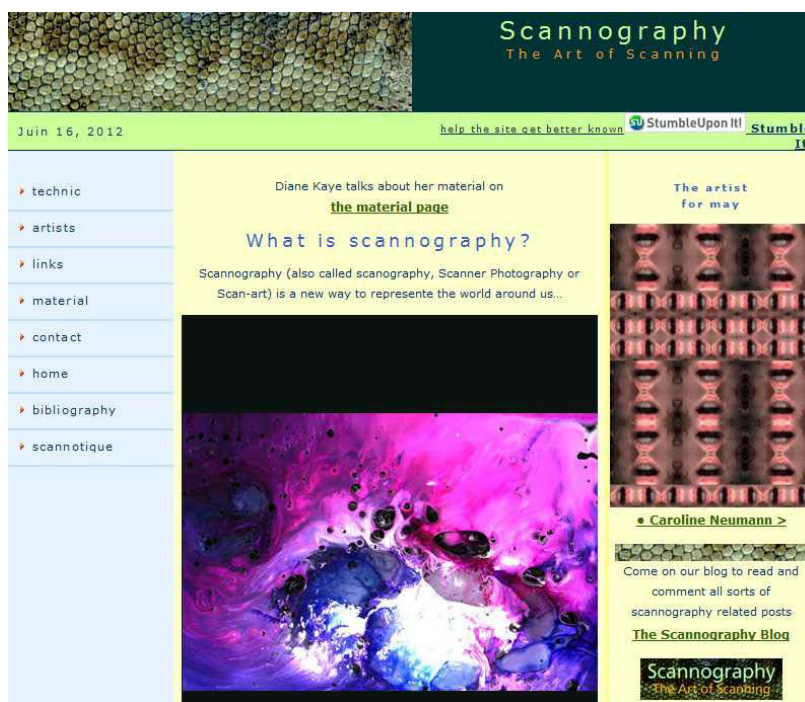 Scannography
The Art of Scanning
Juin 16, 2012
help the site get better known
StumbleUpon It!
Stumble
It
technic
artists
links
material
contact
home
bibliography
scannotique
Diane Kaye talks about her material on
the material page
What is scannography?
Scannography (also called scanography, Scanner Photography or
Scan-art) is a new way to represente the world around us...
The artist
for may
• Caroline Neumann >
Come on our blog to read and
comment all sorts of
scannography related posts
The Scannography Blog
Scannography
The Art of Scanning